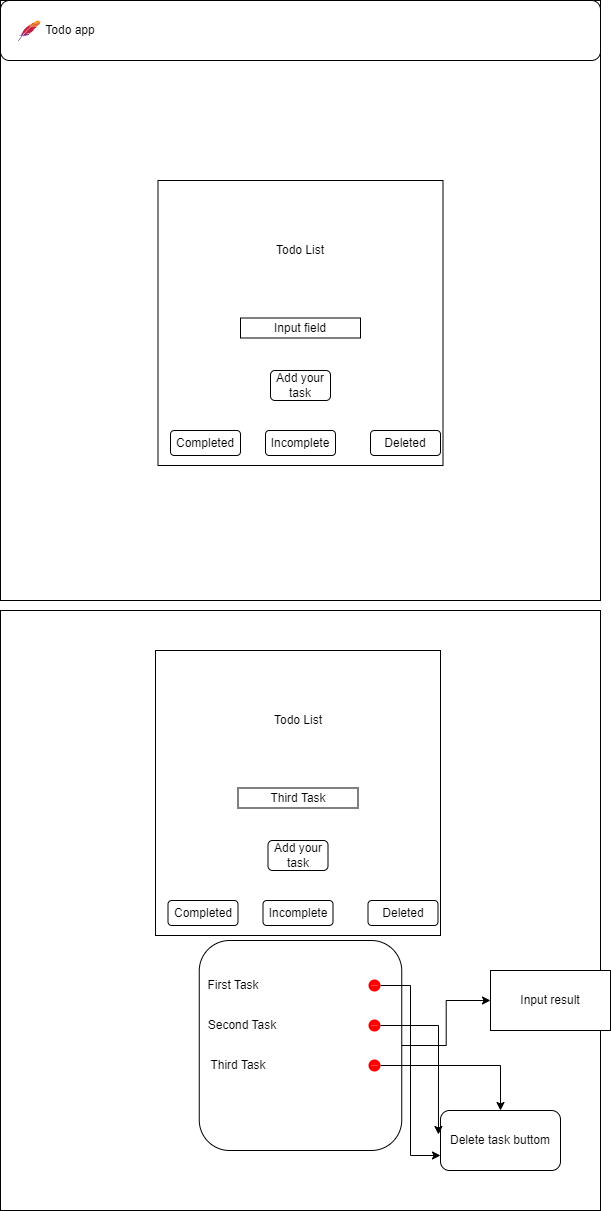 Todo app
Todo List
Input field
Add your
task
Completed
Incomplete
Deleted
Todo List
Third Task
Add your
task
Completed
Incomplete
Deleted
First Task
Second Task
Third Task
Input result
Delete task buttom